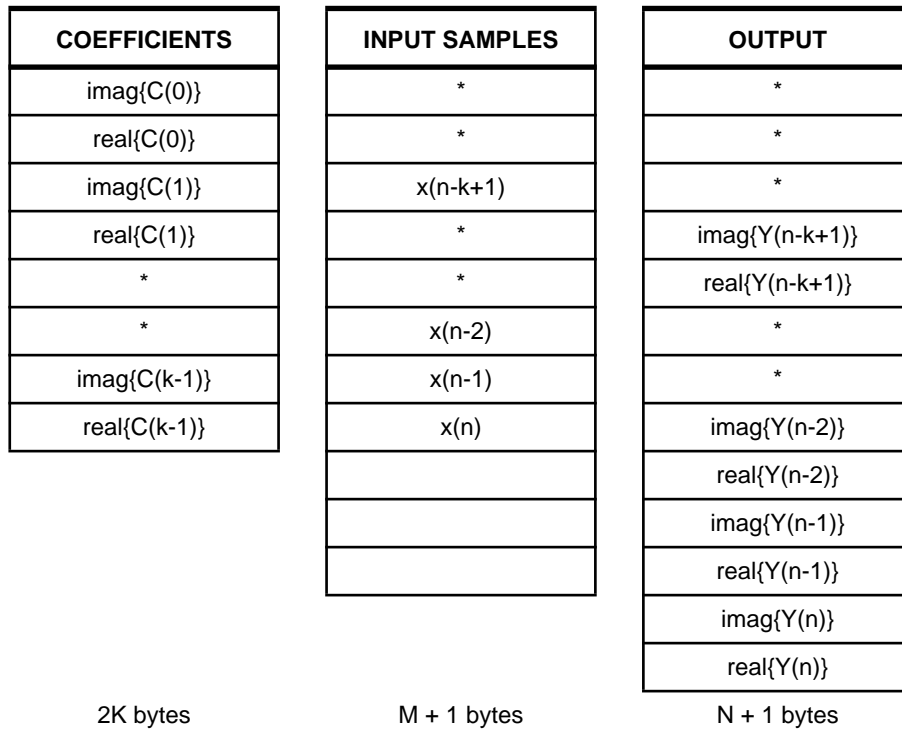 COEFFICIENTS
imag{C(0)}
real{C(0)}
imag{C(1)}
real{C(1)}
*
*
imag{C(k-1)}
real{C(k-1)}
2K bytes
INPUT SAMPLES
*
*
x(n-k+1)
*
*
x(n-2)
x(n-1)
x(n)
M + 1 bytes
OUTPUT
*
*
*
imag{Y(n-k+1)}
real{Y(n-k+1)}
*
*
imag{Y(n-2)}
real{Y(n-2)}
imag{Y(n-1)}
real{Y(n-1)}
imag{Y(n)}
real{Y(n)}
N + 1 bytes